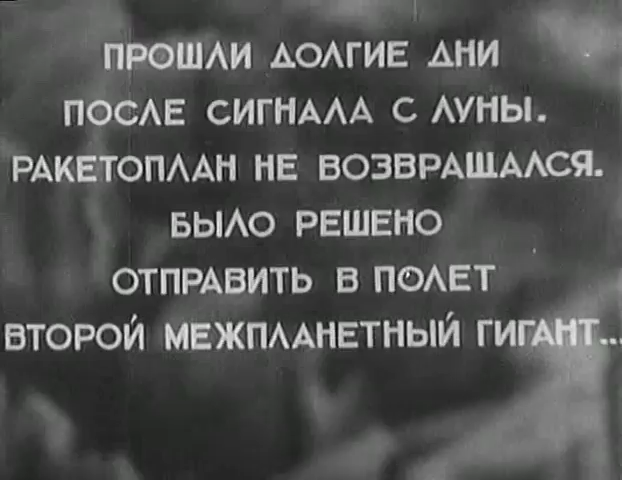 ПРОШЛИ ДОЛГИЕ ДНИ
ПОСЛЕ СИГНАЛА С ЛУНЫ.
РАКЕТОПЛАН НЕ ВОЗВРАЩАЛСЯ.
БЫЛО РЕШЕНО
ОТПРАВИТЬ В ПОЛЕТ
ВТОРОЙ МЕЖПЛАНЕТНЫЙ ГИГАНТ...